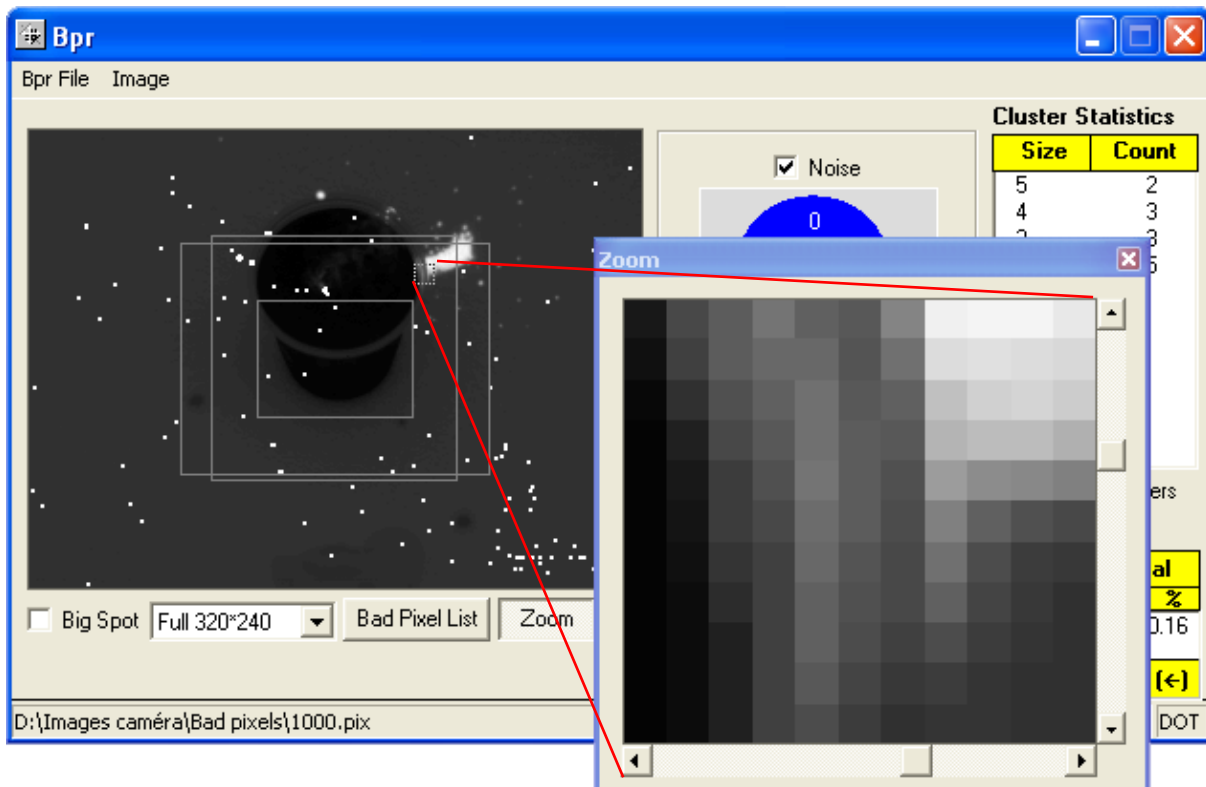 Bpr
Bpr File Image
Cluster Statistics
Size Count
Noise
5 2
4 3
0
3
Zoom
5
ers
al
%
Big Spot Full 320*240 Bad Pixel List Zoom
0.16
(←)
D:\Images caméra\Bad pixels\1000.pix
DOT